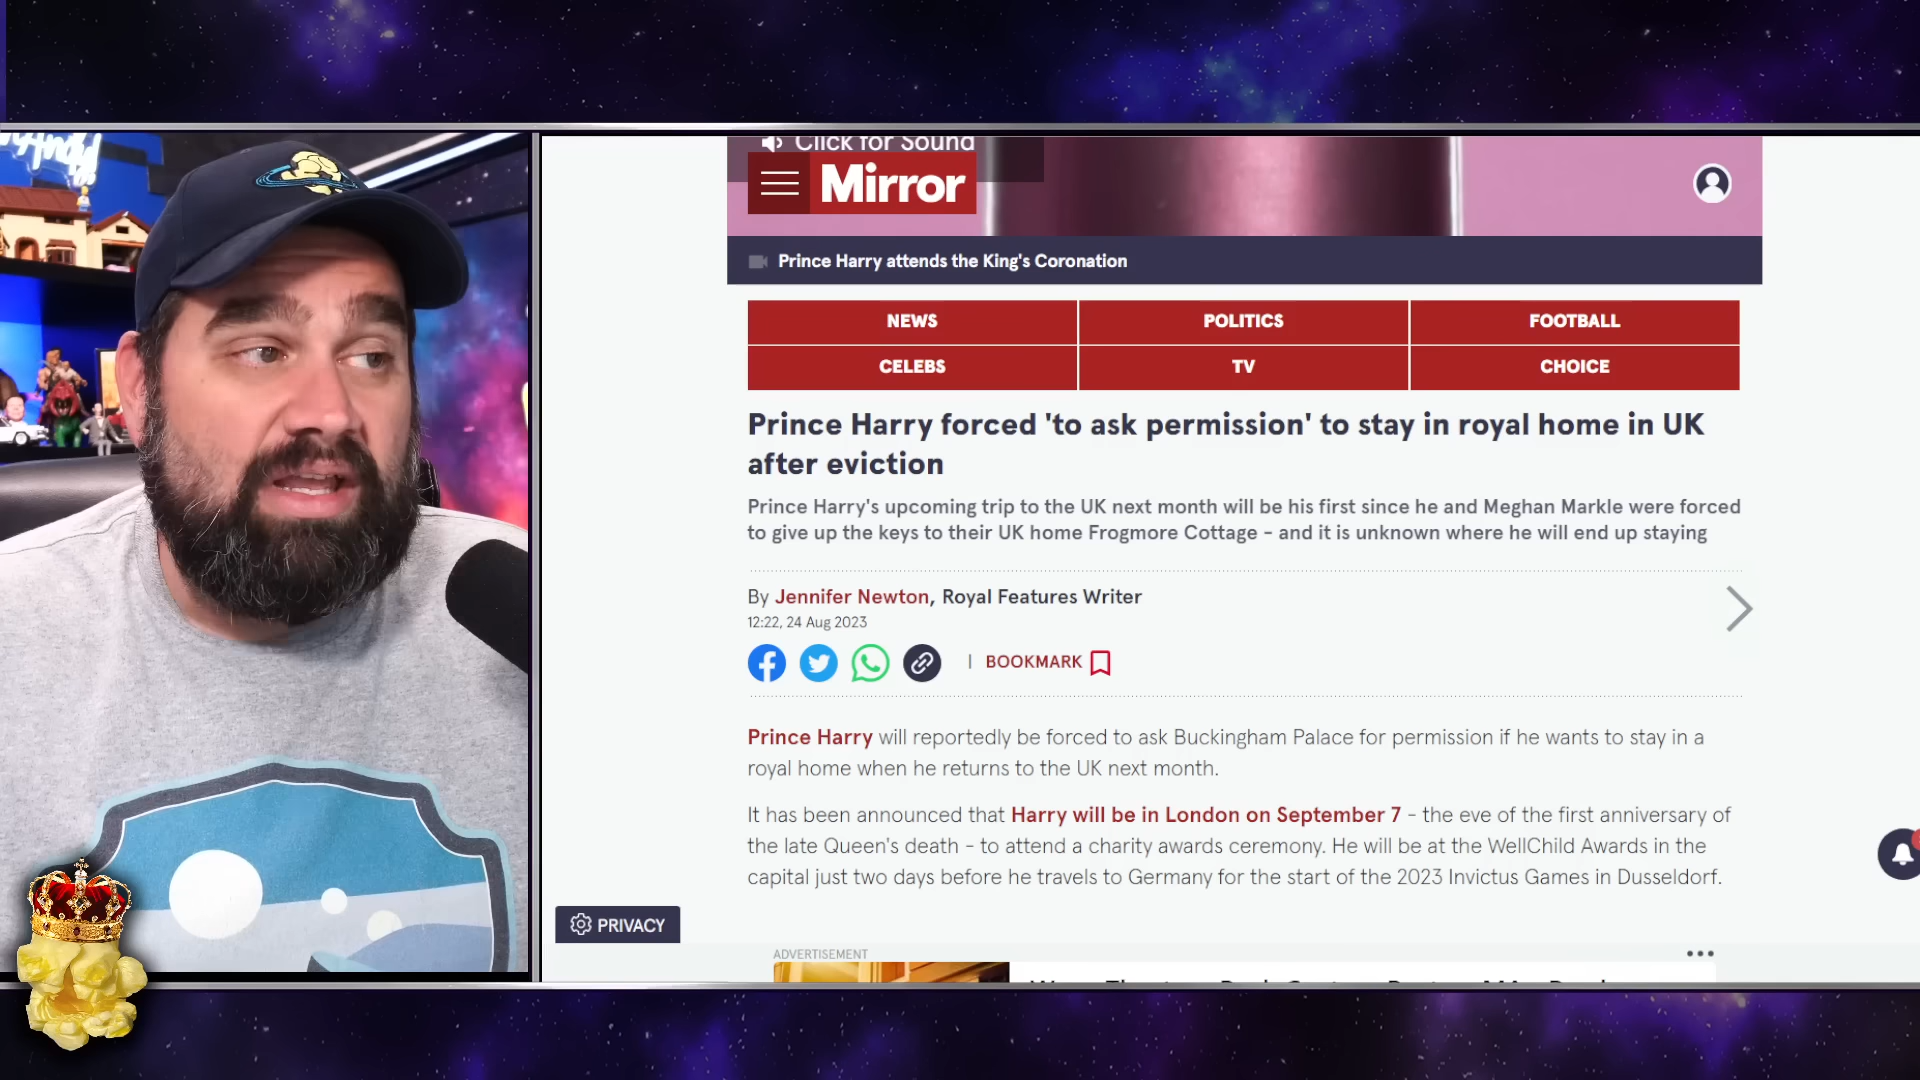 Click for Sound
Mirror
Prince Harry attends the King's Coronation
NEWS
POLITICS
FOOTBALL
CELEBS
TV
CHOICE
Prince Harry forced 'to ask permission' to stay in royal home in UK
after eviction
Prince Harry's upcoming trip to the UK next month will be his first since he and Meghan Markle were forced
to give up the keys to their UK home Frogmore Cottage - and it is unknown where he will end up staying
By Jennifer Newton, Royal Features Writer
12:22, 24 Aug 2023
| BOOKMARK
Prince Harry will reportedly be forced to ask Buckingham Palace for permission if he wants to stay in a
royal home when he returns to the UK next month.
It has been announced that Harry will be in London on September 7 - the eve of the first anniversary of
the late Queen's death - to attend a charity awards ceremony. He will be at the WellChild Awards in the
capital just two days before he travels to Germany for the start of the 2023 Invictus Games in Dusseldorf.
PRIVACY
ADVERTISEMENT